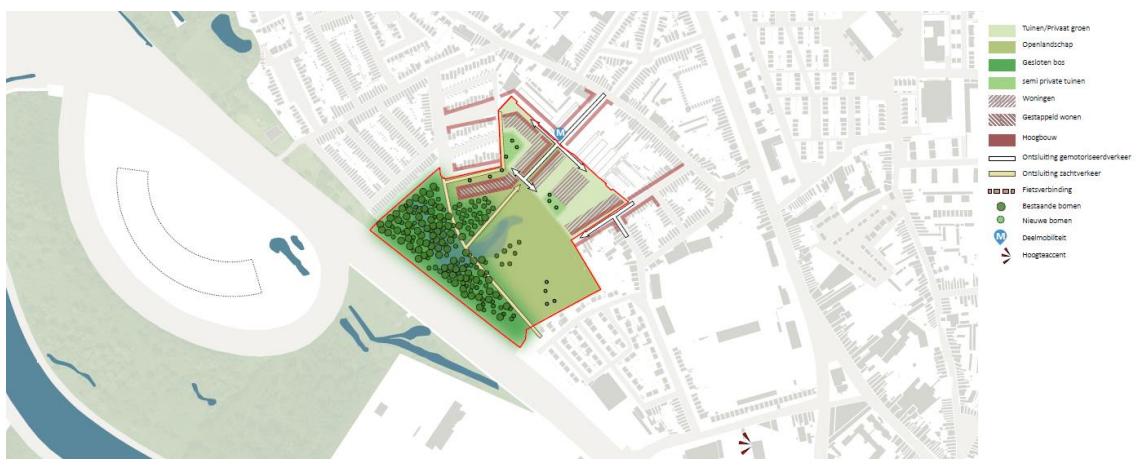 Tuinen/Privaat groen
Openlandschap
Gesloten bos
semi private tuinen
Woningen
Gestappeld wonen
Hoogbouw
Ontsluiting gemotoriseerdverkeer
Ontsluiting zachtverkeer
Fietsverbinding
Bestaande bomen
Nieuwe bomen
M
Deelmobiliteit
Hoogteaccent
M